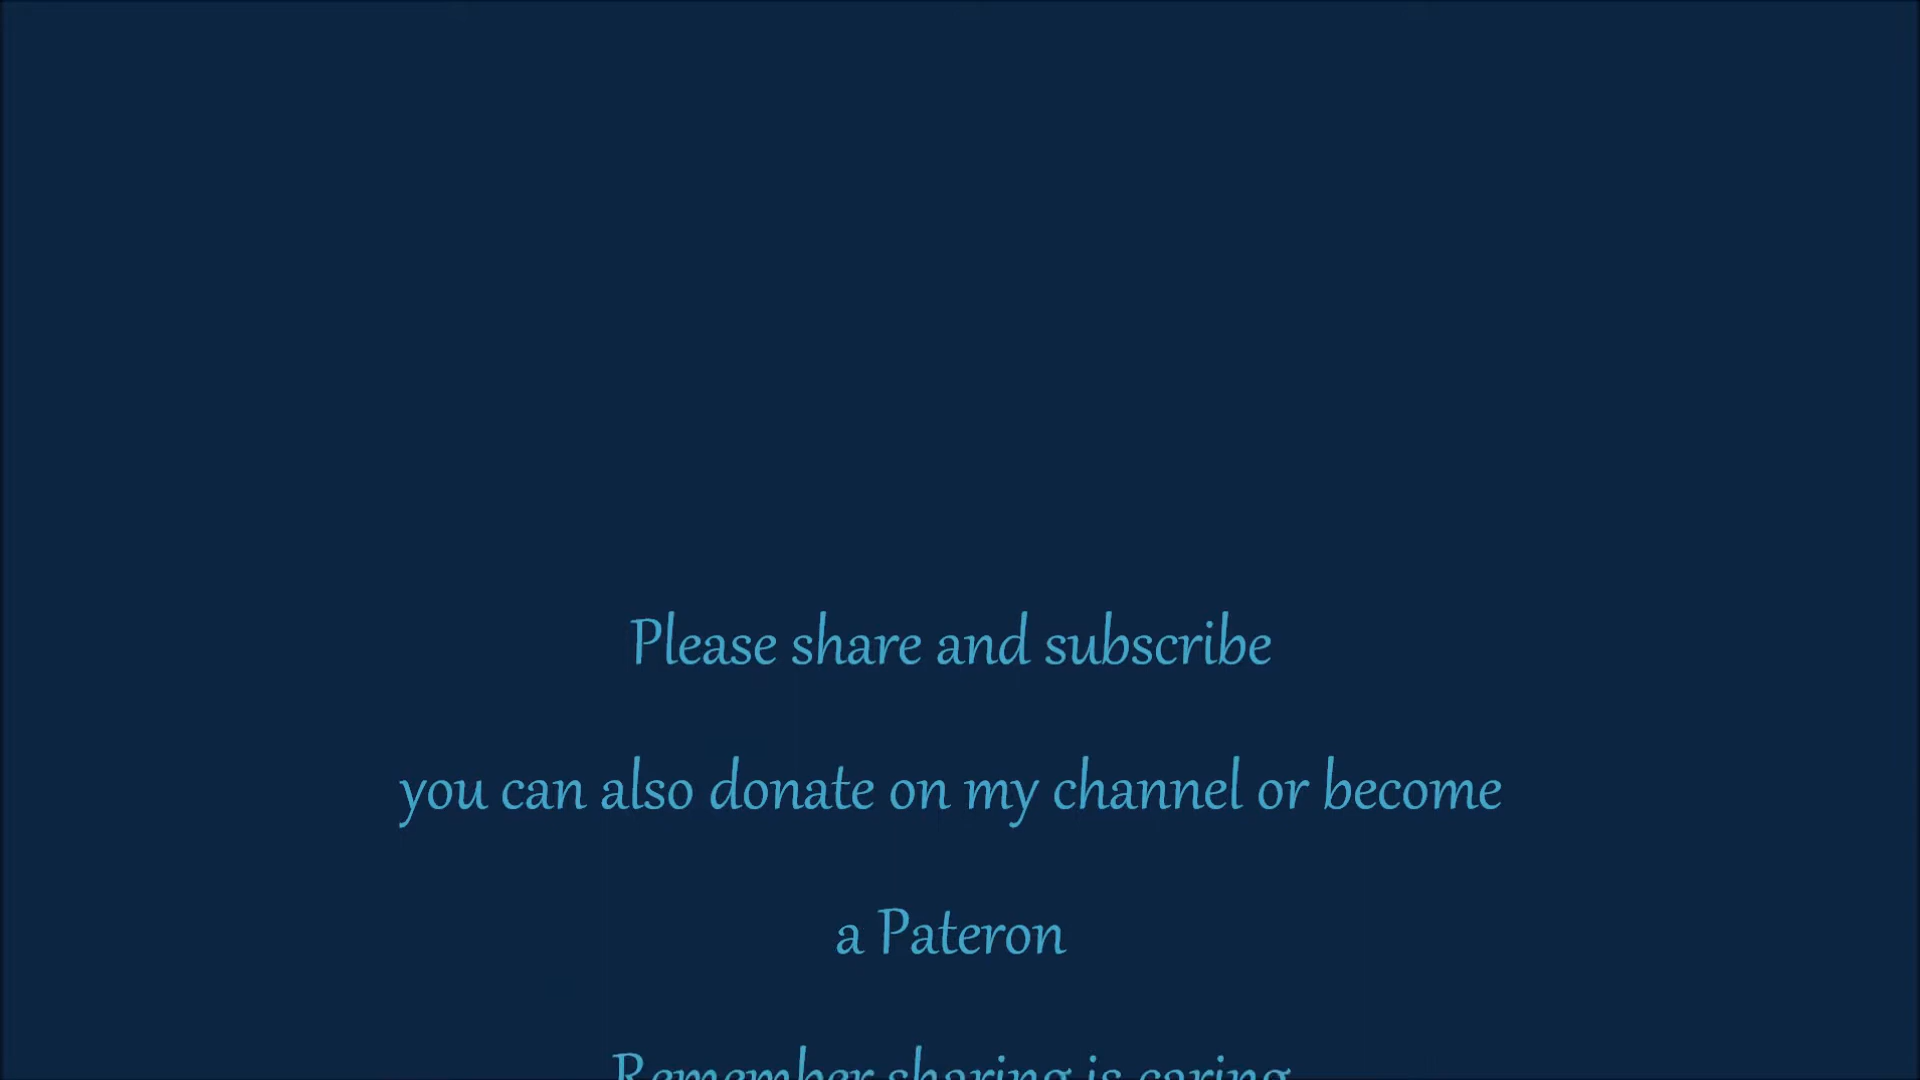 Please share and subscribe
you can also donate on my channel or become
a Pateron
Remember sharing is caring